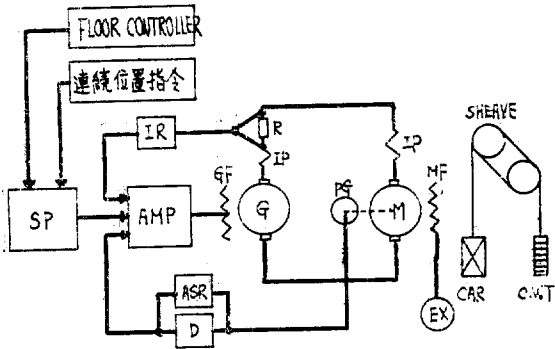 FLOOR CONTROLLER
連続位置指令
SP
IR
AMP
R
IP
GF
G
PG
IP
M
MF
EX
SHEAVE
CAR
C.WT
ASR
D